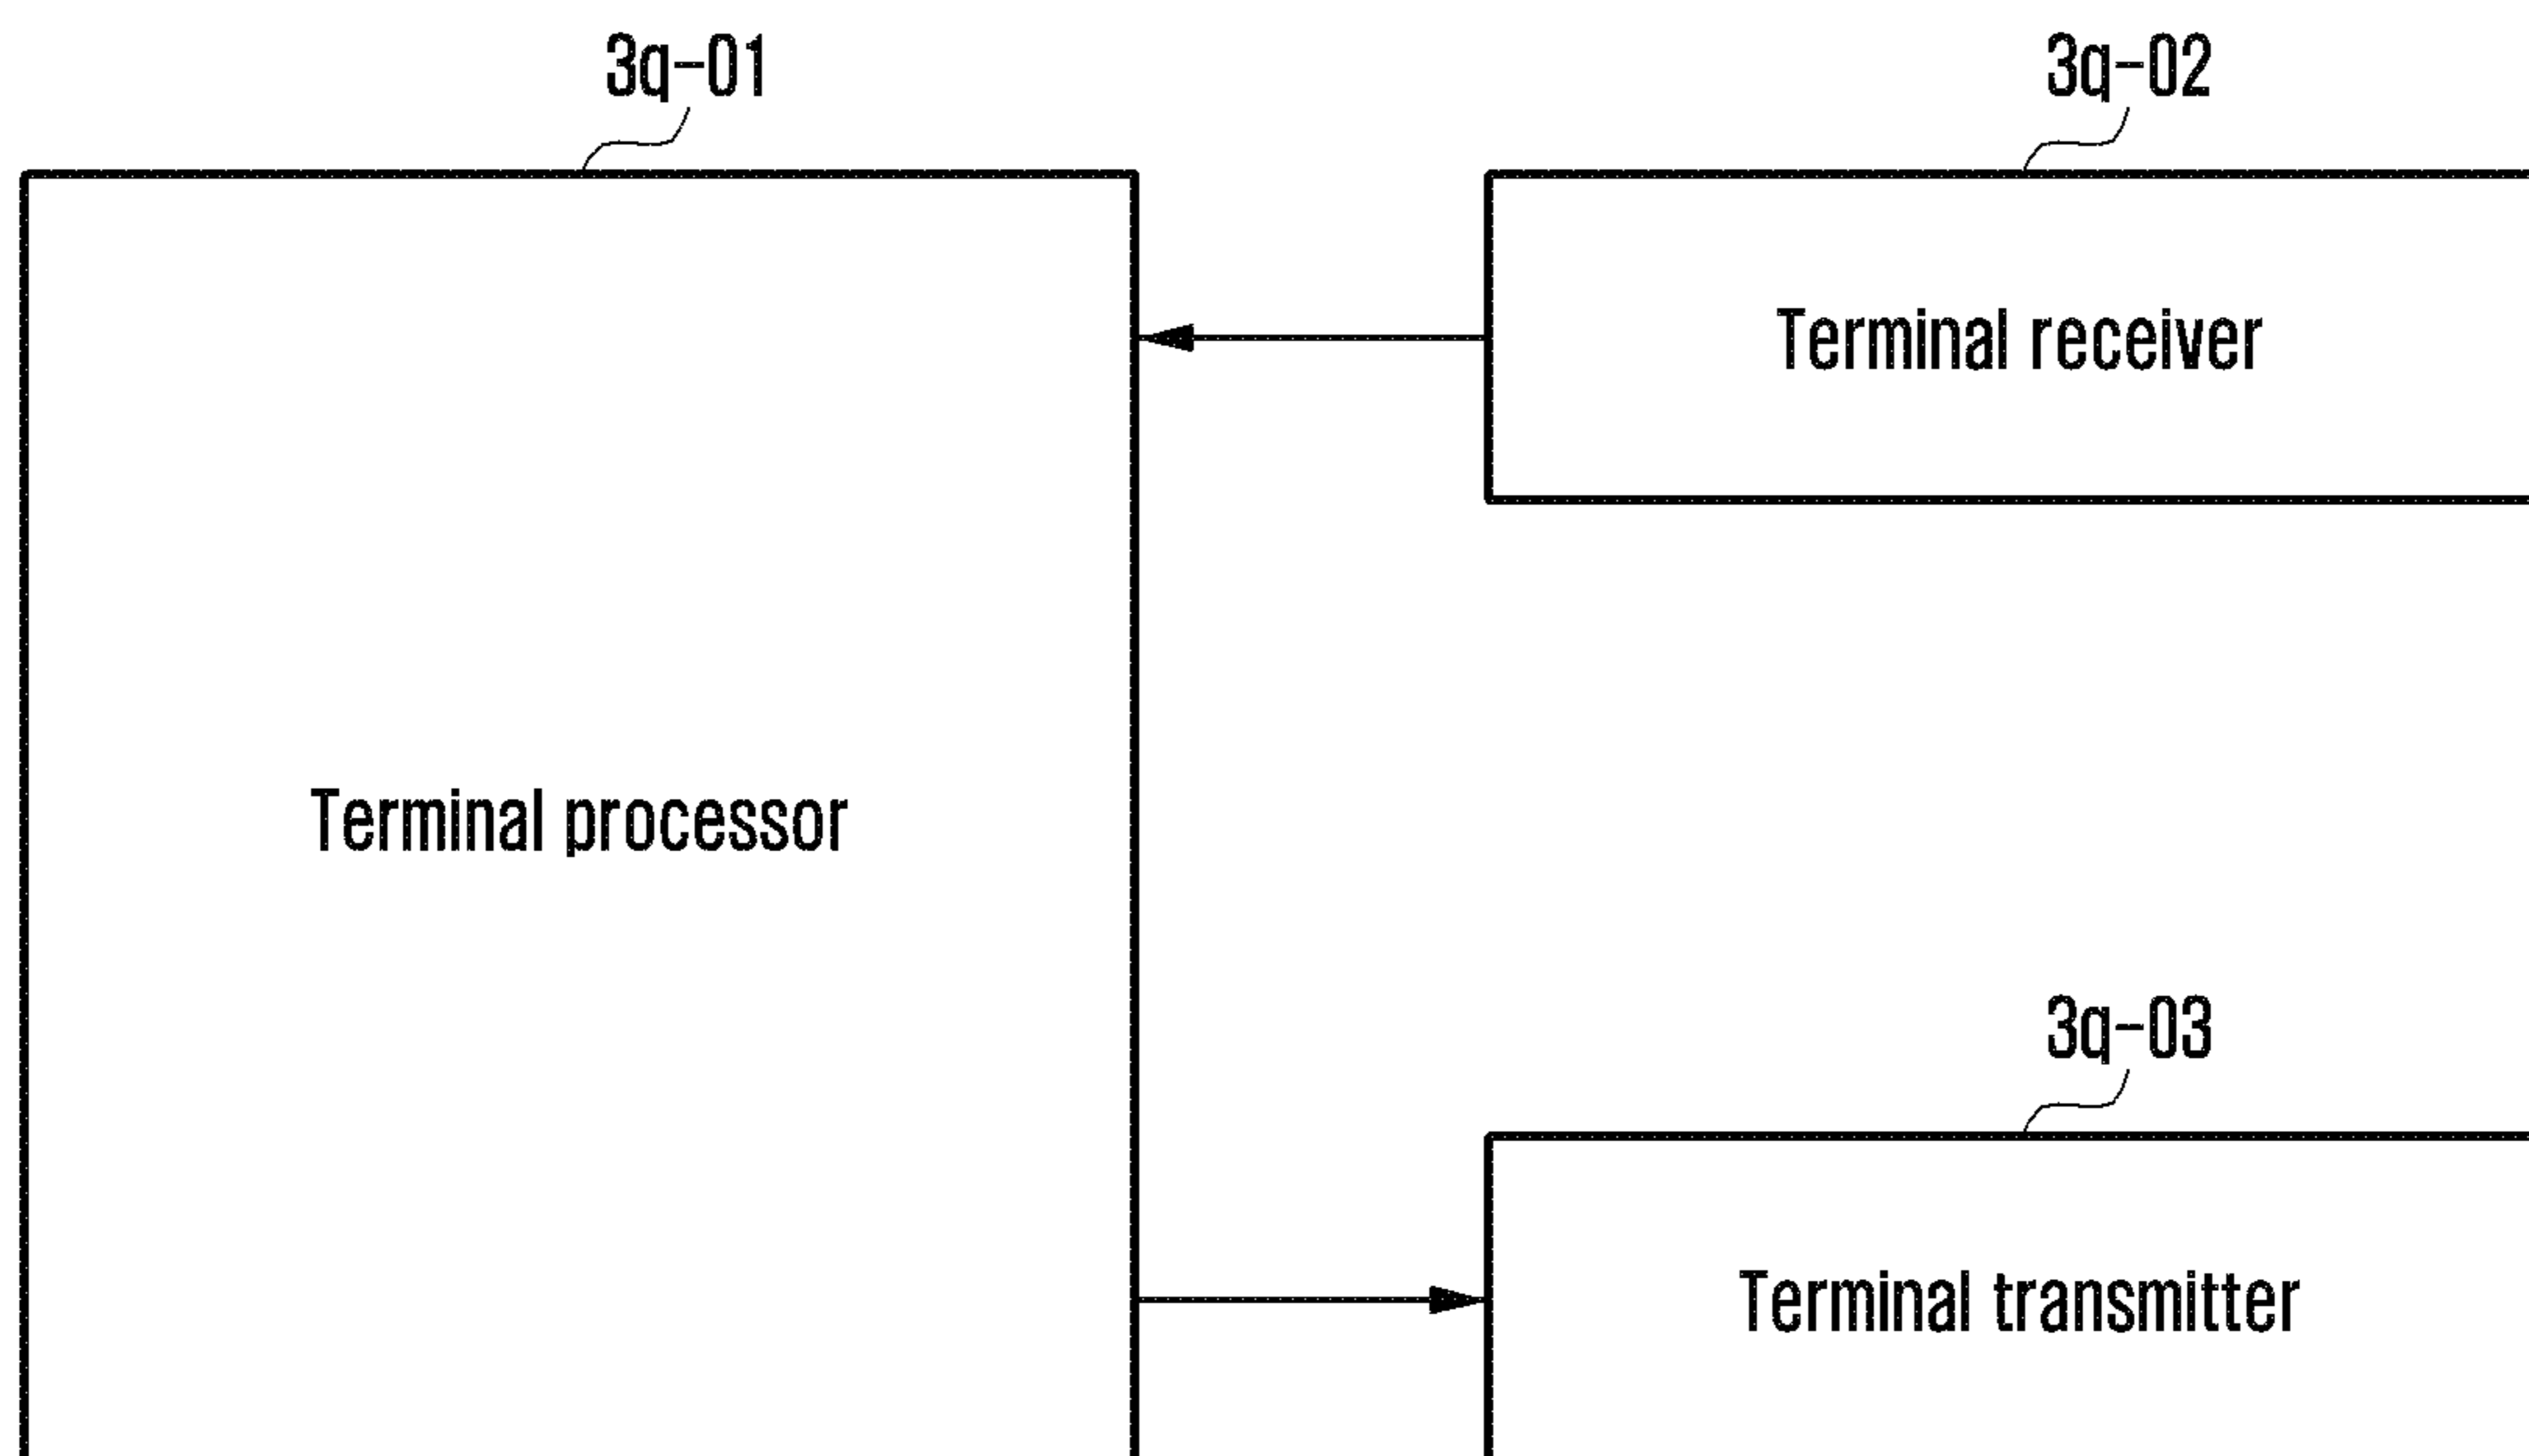 3q-01
3q-02
Terminal receiver
Terminal processor
3q-03
Terminal transmitter